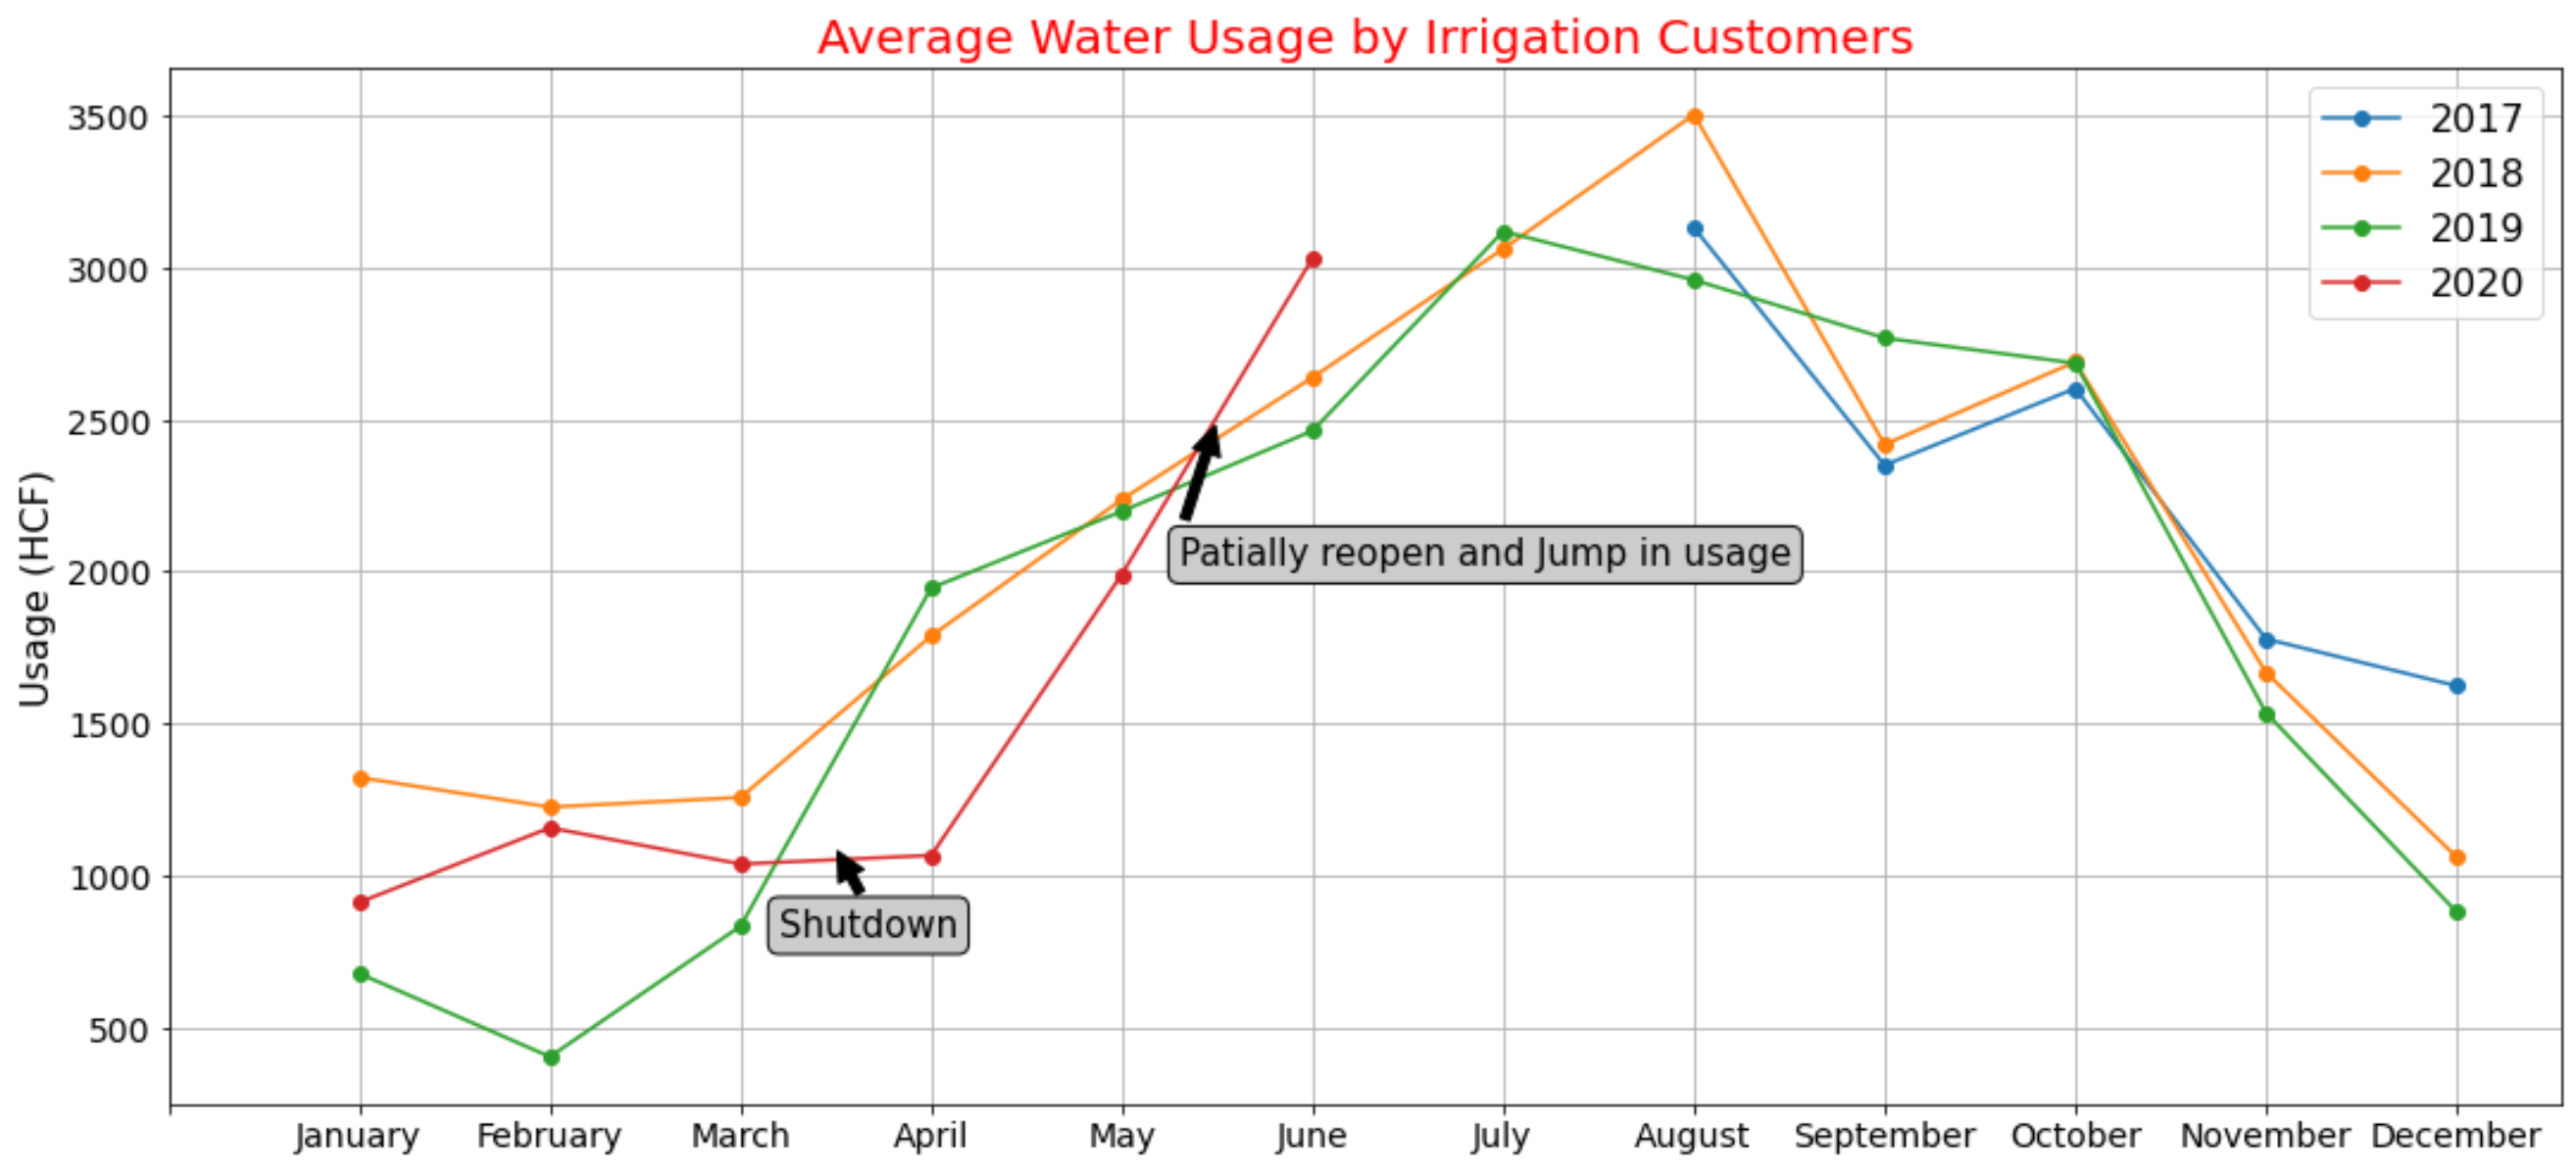 Average Water Usage by Irrigation Customers
3500
3000
2500
2000
1500
1000
500
Usage (HCF)
2017
2018
2019
2020
Patially reopen and Jump in usage
Shutdown
January February March April May June July August September October November December